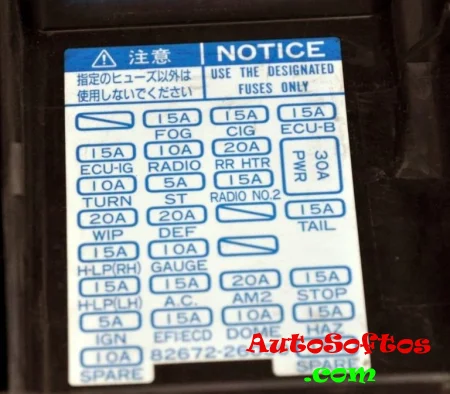 注意 NOTICE
指定のヒューズ以外は
使用しないでください
USE THE DESIGNATED
FUSES ONLY
15A 15A 15A
FOG CIG ECU-B
15A 10A 20A 30A PWR
ECU-IG RADIO RR HTR
10A 5A 15A
TURN ST RADIO NO.2
20A 20A 15A
WIP DEF TAIL
15A 10A
H-LP(RH) GAUGE
15A 15A 20A 15A
H-LP(LH) A.C. AM2 STOP
5A 15A 10A 15A
IGN EFI ECD DOME HAZ
10A
SPARE SPARE
AutoSoftos
.com